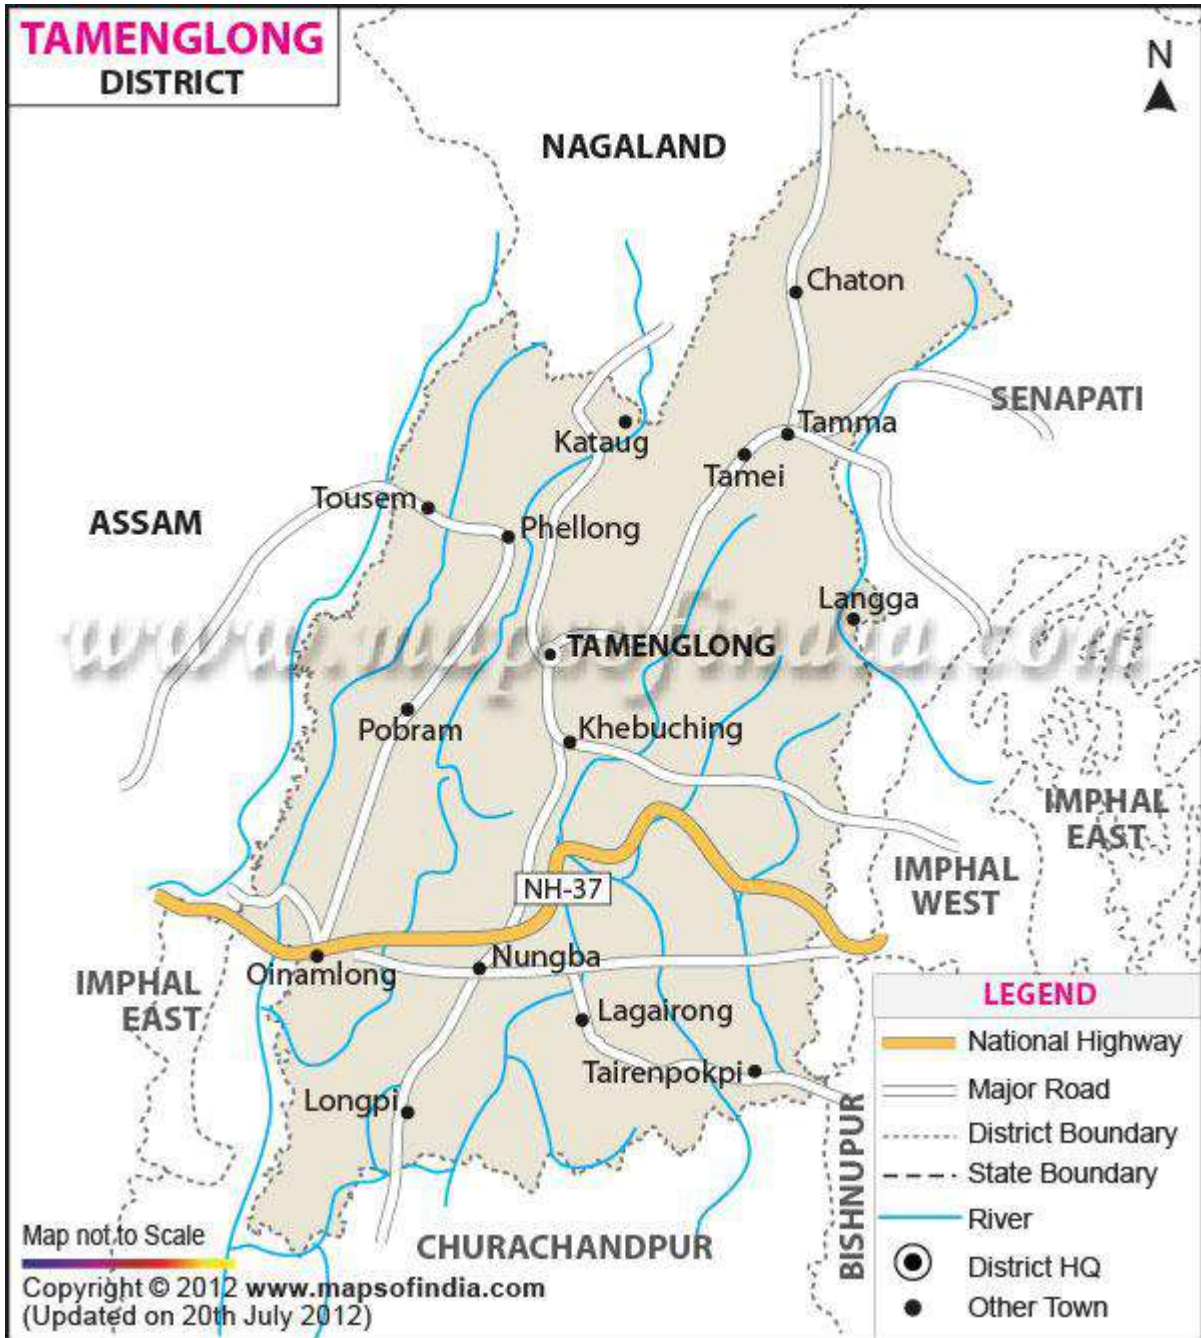 TAMENGLONG
DISTRICT
N
NAGALAND
Chaton
SENAPATI
Tamma
Kataug
Tamei
Tousem
ASSAM
Phellong
Langga
www.mapsofindia.com
TAMENGLONG
Pobram
Khebuching
IMPHAL
EAST
IMPHAL
WEST
NH-37
Nungba
Oinamlong
IMPHAL
EAST
Lagairong
Tairenpokpi
Longpi
BISHNUPUR
CHURACHANDPUR
LEGEND
National Highway
Major Road
District Boundary
State Boundary
River
District HQ
Other Town
Map not to Scale
Copyright © 2012 www.mapsofindia.com
(Updated on 20th July 2012)